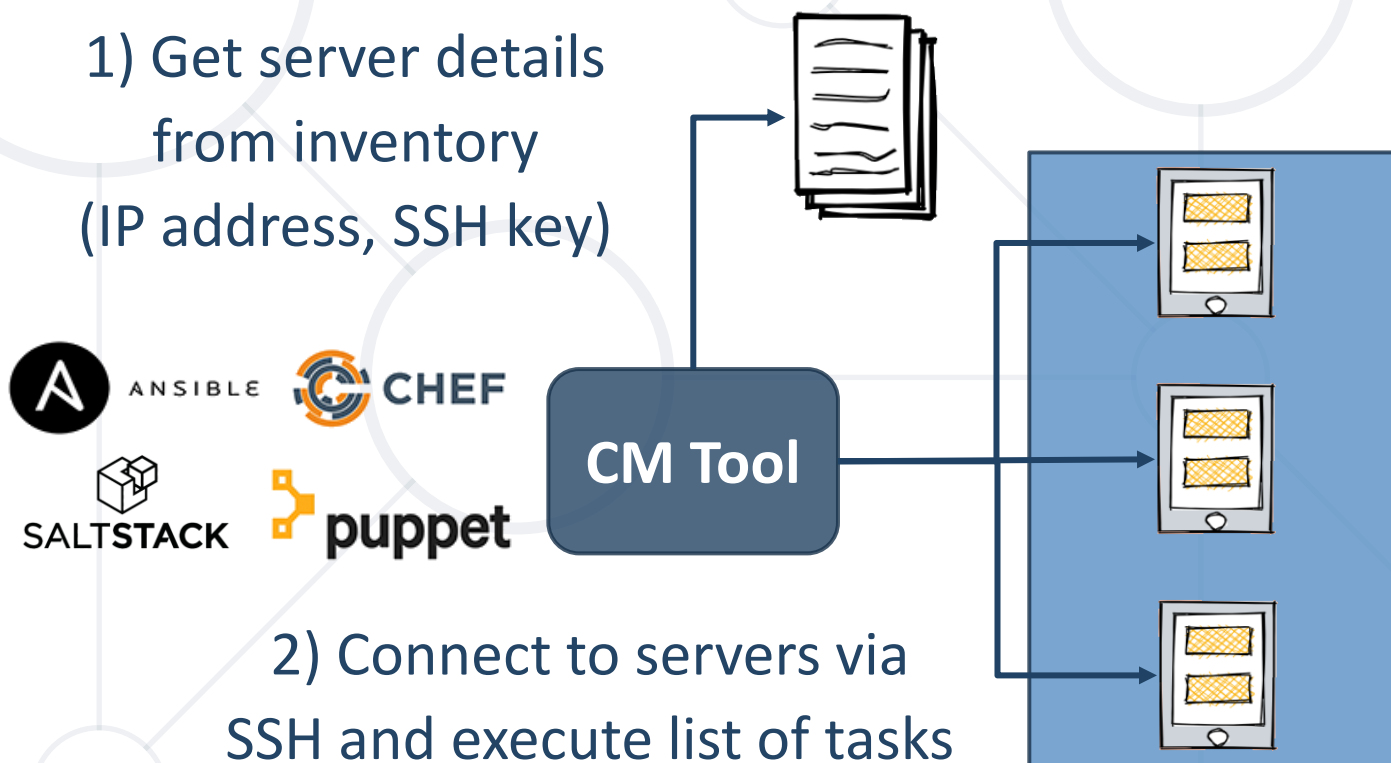 1) Get server details
from inventory
(IP address, SSH key)
ANSIBLE
CHEF
SALTSTACK
puppet
CM Tool
2) Connect to servers via
SSH and execute list of tasks